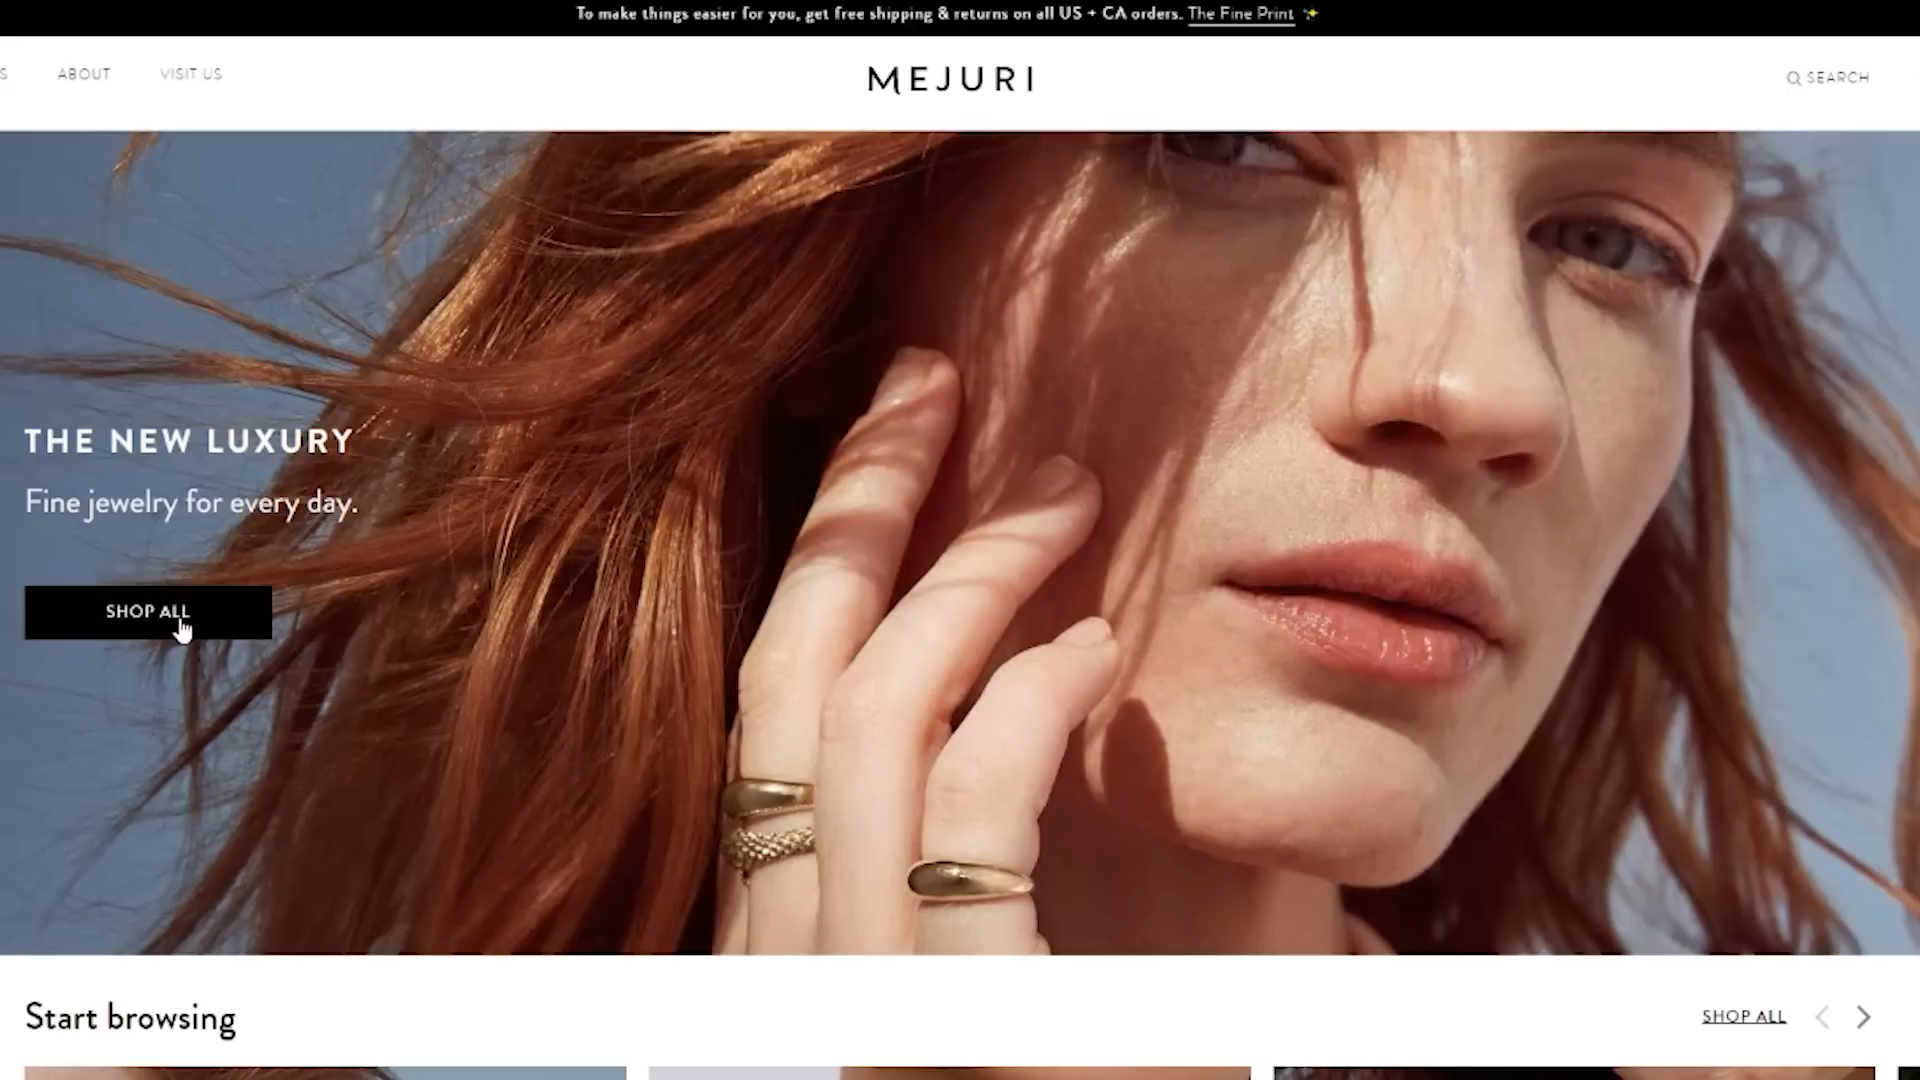 To make things easier for you, get free shipping & returns on all US + CA orders. The Fine Print
S ABOUT VISIT US
MEJURI
SEARCH
THE NEW LUXURY
Fine jewelry for every day.
SHOP ALL
Start browsing
SHOP ALL